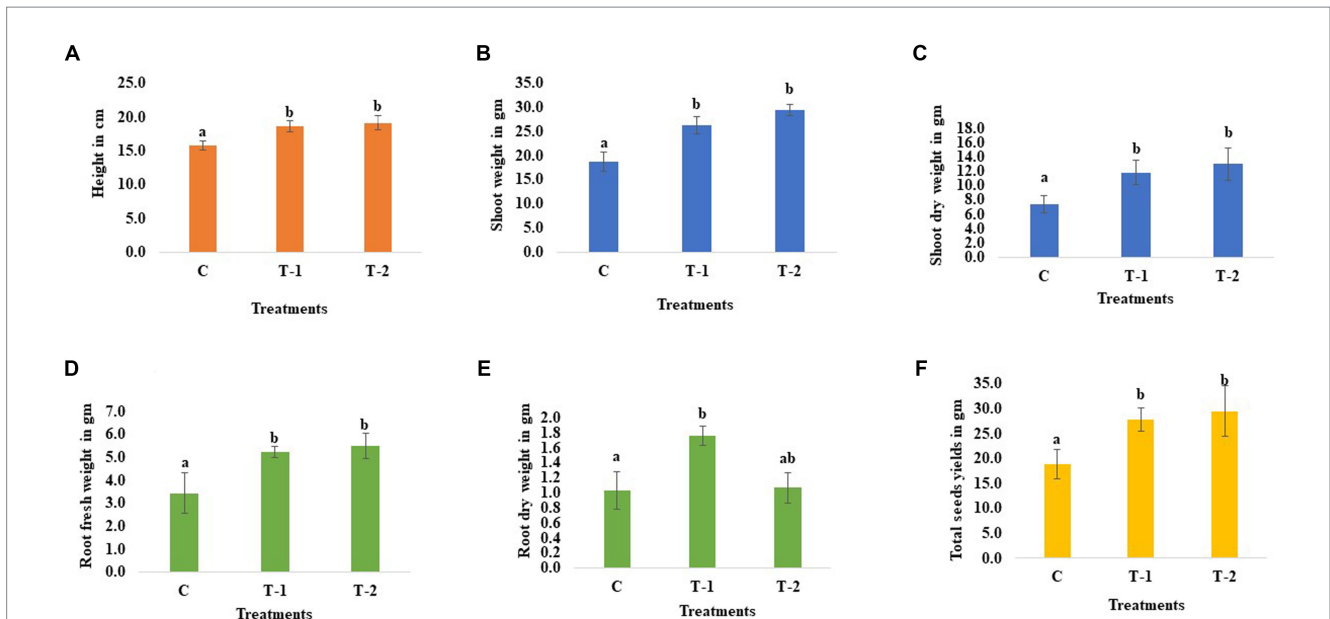 A
Height in cm
25.0
20.0
15.0
10.0
5.0
0.0
a
b
b
C
T-1
T-2
Treatments
B
Shoot weight in gm
35.0
30.0
25.0
20.0
15.0
10.0
5.0
0.0
a
b
b
C
T-1
T-2
Treatments
C
Shoot dry weight in gm
18.0
16.0
14.0
12.0
10.0
8.0
6.0
4.0
2.0
0.0
a
b
b
C
T-1
T-2
Treatments
D
Root fresh weight in gm
7.0
6.0
5.0
4.0
3.0
2.0
1.0
0.0
a
b
b
C
T-1
T-2
Treatments
E
Root dry weight in gm
2.0
1.8
1.6
1.4
1.2
1.0
0.8
0.6
0.4
0.2
0.0
a
b
ab
C
T-1
T-2
Treatments
F
Total seeds yields in gm
35.0
30.0
25.0
20.0
15.0
10.0
5.0
0.0
a
b
b
C
T-1
T-2
Treatments